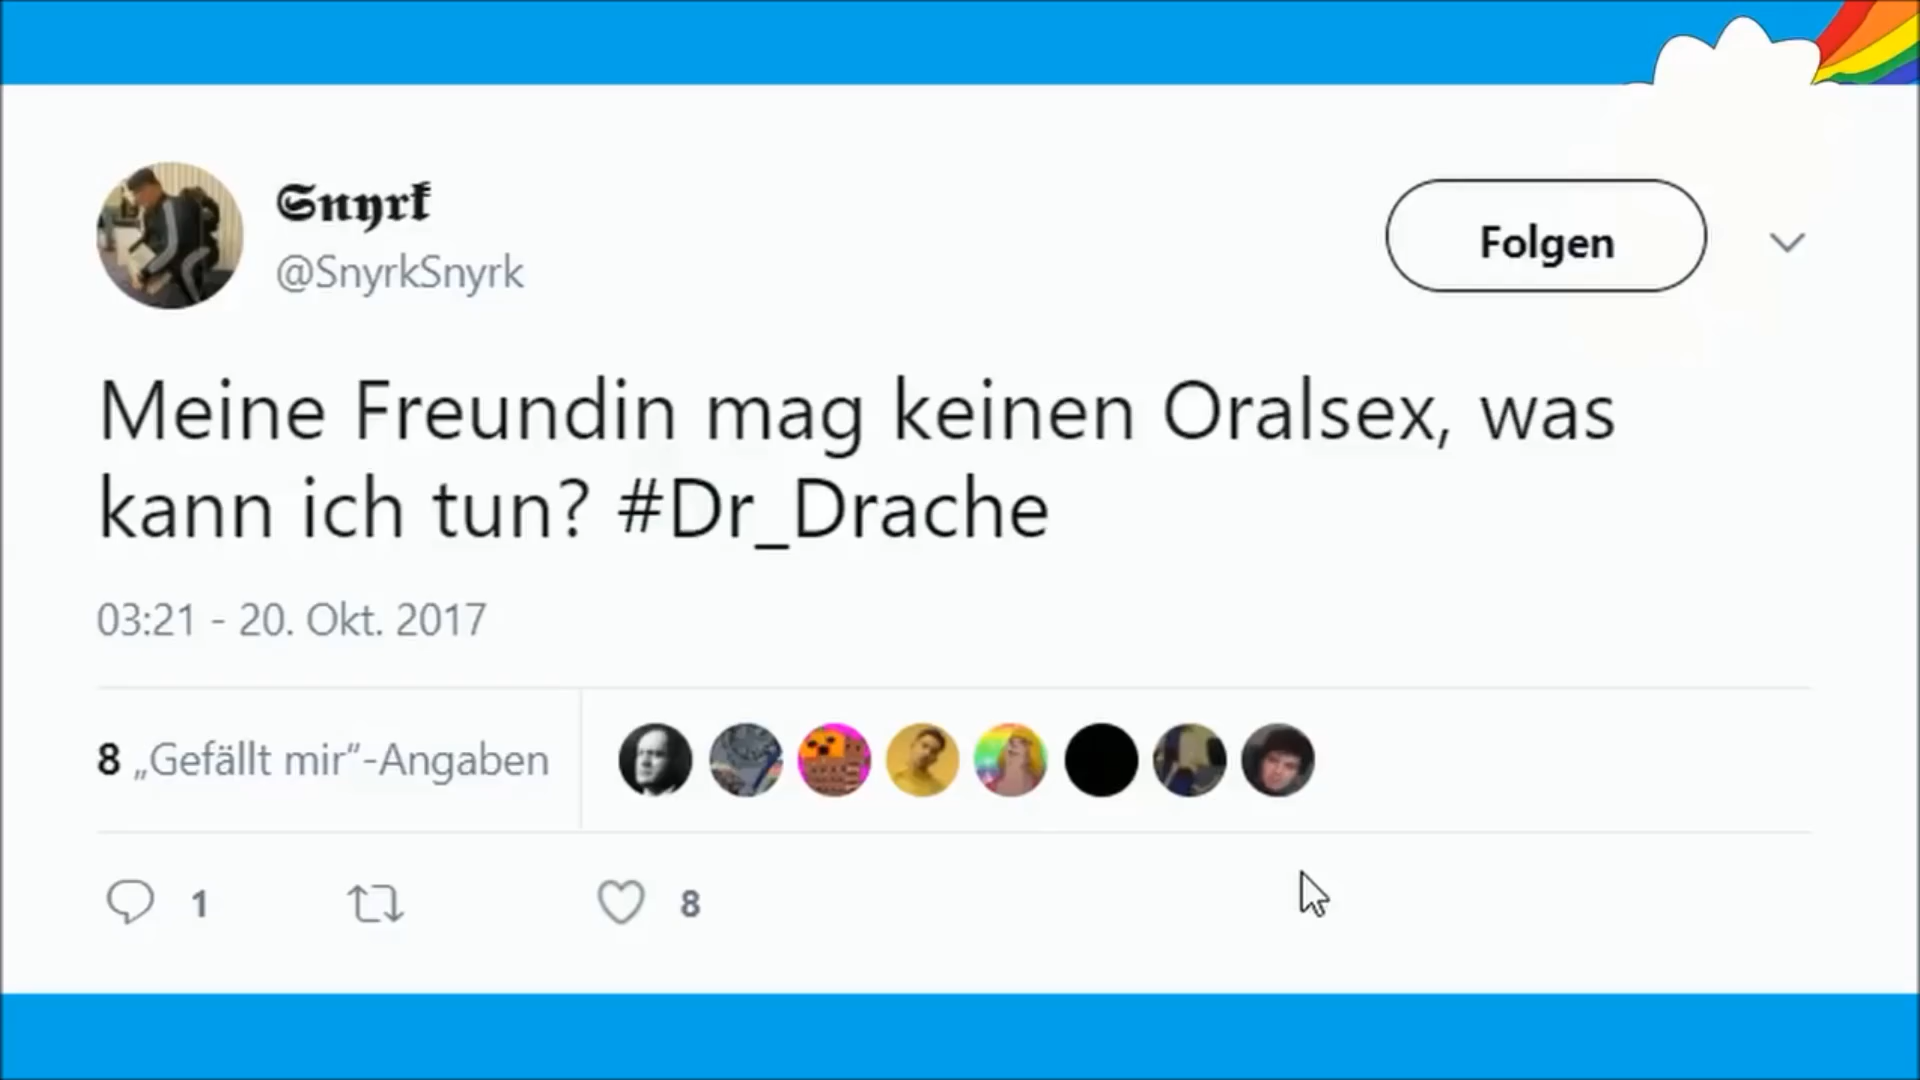 𝕾𝖓𝖞𝖗𝖐
@SnyrkSnyrk
Folgen
Meine Freundin mag keinen Oralsex, was
kann ich tun? #Dr_Drache
03:21 - 20. Okt. 2017
8 „Gefällt mir“-Angaben
1
8